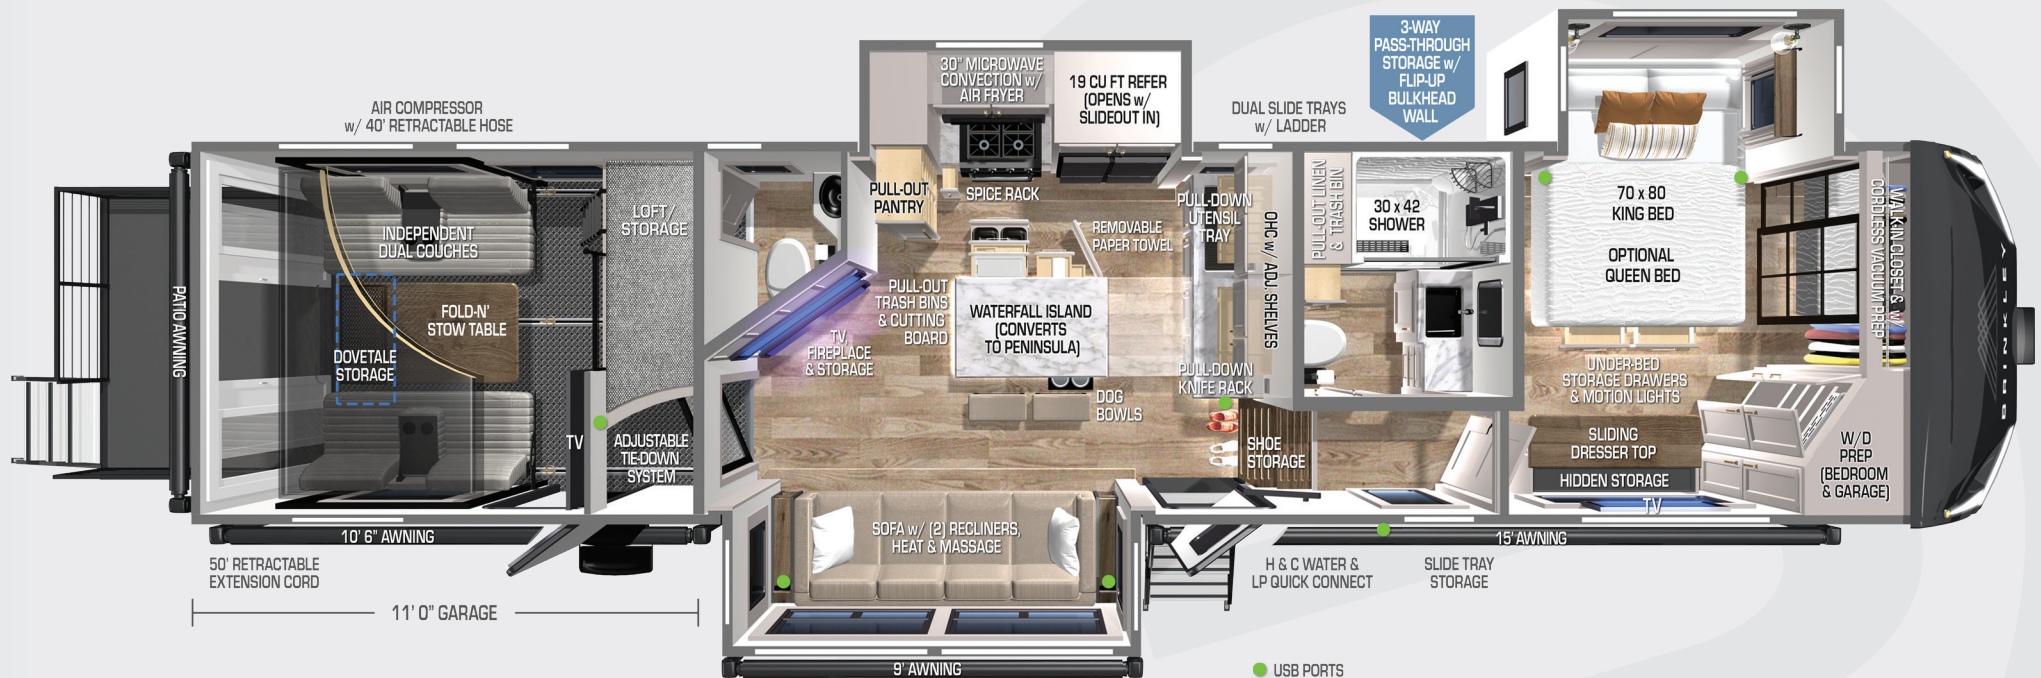 3-WAY
PASS-THROUGH
STORAGE w/
FLIP-UP
BULKHEAD
WALL
AIR COMPRESSOR
w/ 40' RETRACTABLE HOSE
30" MICROWAVE
CONVECTION w/
AIR FRYER
19 CU FT REFER
(OPENS w/
SLIDEOUT IN)
DUAL SLIDE TRAYS
w/ LADDER
PATIO AWNING
INDEPENDENT
DUAL COUCHES
LOFT/
STORAGE
FOLD-N'
STOW TABLE
DOVETALE
STORAGE
TV
ADJUSTABLE
TIE-DOWN
SYSTEM
PULL-OUT
PANTRY
SPICE RACK
REMOVABLE
PAPER TOWEL
PULL-DOWN
UTENSIL
TRAY
OHC w/ ADJ. SHELVES
PULL-OUT
TRASH BINS
& CUTTING
BOARD
WATERFALL ISLAND
(CONVERTS
TO PENINSULA)
TV,
FIREPLACE
& STORAGE
PULL-DOWN
KNIFE RACK
DOG
BOWLS
SHOE
STORAGE
PULL-OUT LINEN
& TRASH BIN
30 x 42
SHOWER
70 x 80
KING BED
OPTIONAL
QUEEN BED
WALK-IN CLOSET & w/
CORDLESS VACUUM PREP
UNDER-BED
STORAGE DRAWERS
& MOTION LIGHTS
SLIDING
DRESSER TOP
HIDDEN STORAGE
TV
W/D
PREP
(BEDROOM
& GARAGE)
BRINKLEY
SOFA w/ (2) RECLINERS,
HEAT & MASSAGE
10' 6" AWNING
15' AWNING
50' RETRACTABLE
EXTENSION CORD
H & C WATER &
LP QUICK CONNECT
SLIDE TRAY
STORAGE
11' 0" GARAGE
9' AWNING
USB PORTS